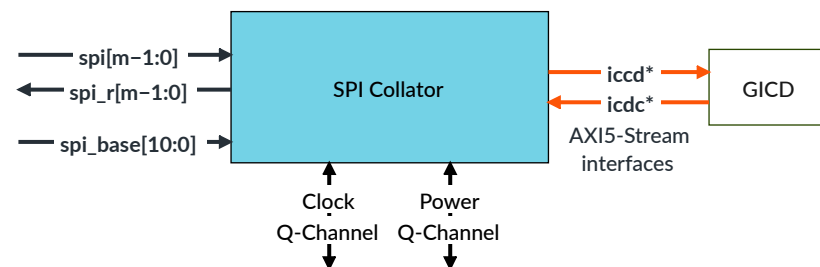 spi[m−1:0]
spi_r[m−1:0]
spi_base[10:0]
SPI Collator
iccd*
icdc*
AXI5-Stream
interfaces
GICD
Clock
Q-Channel
Power
Q-Channel